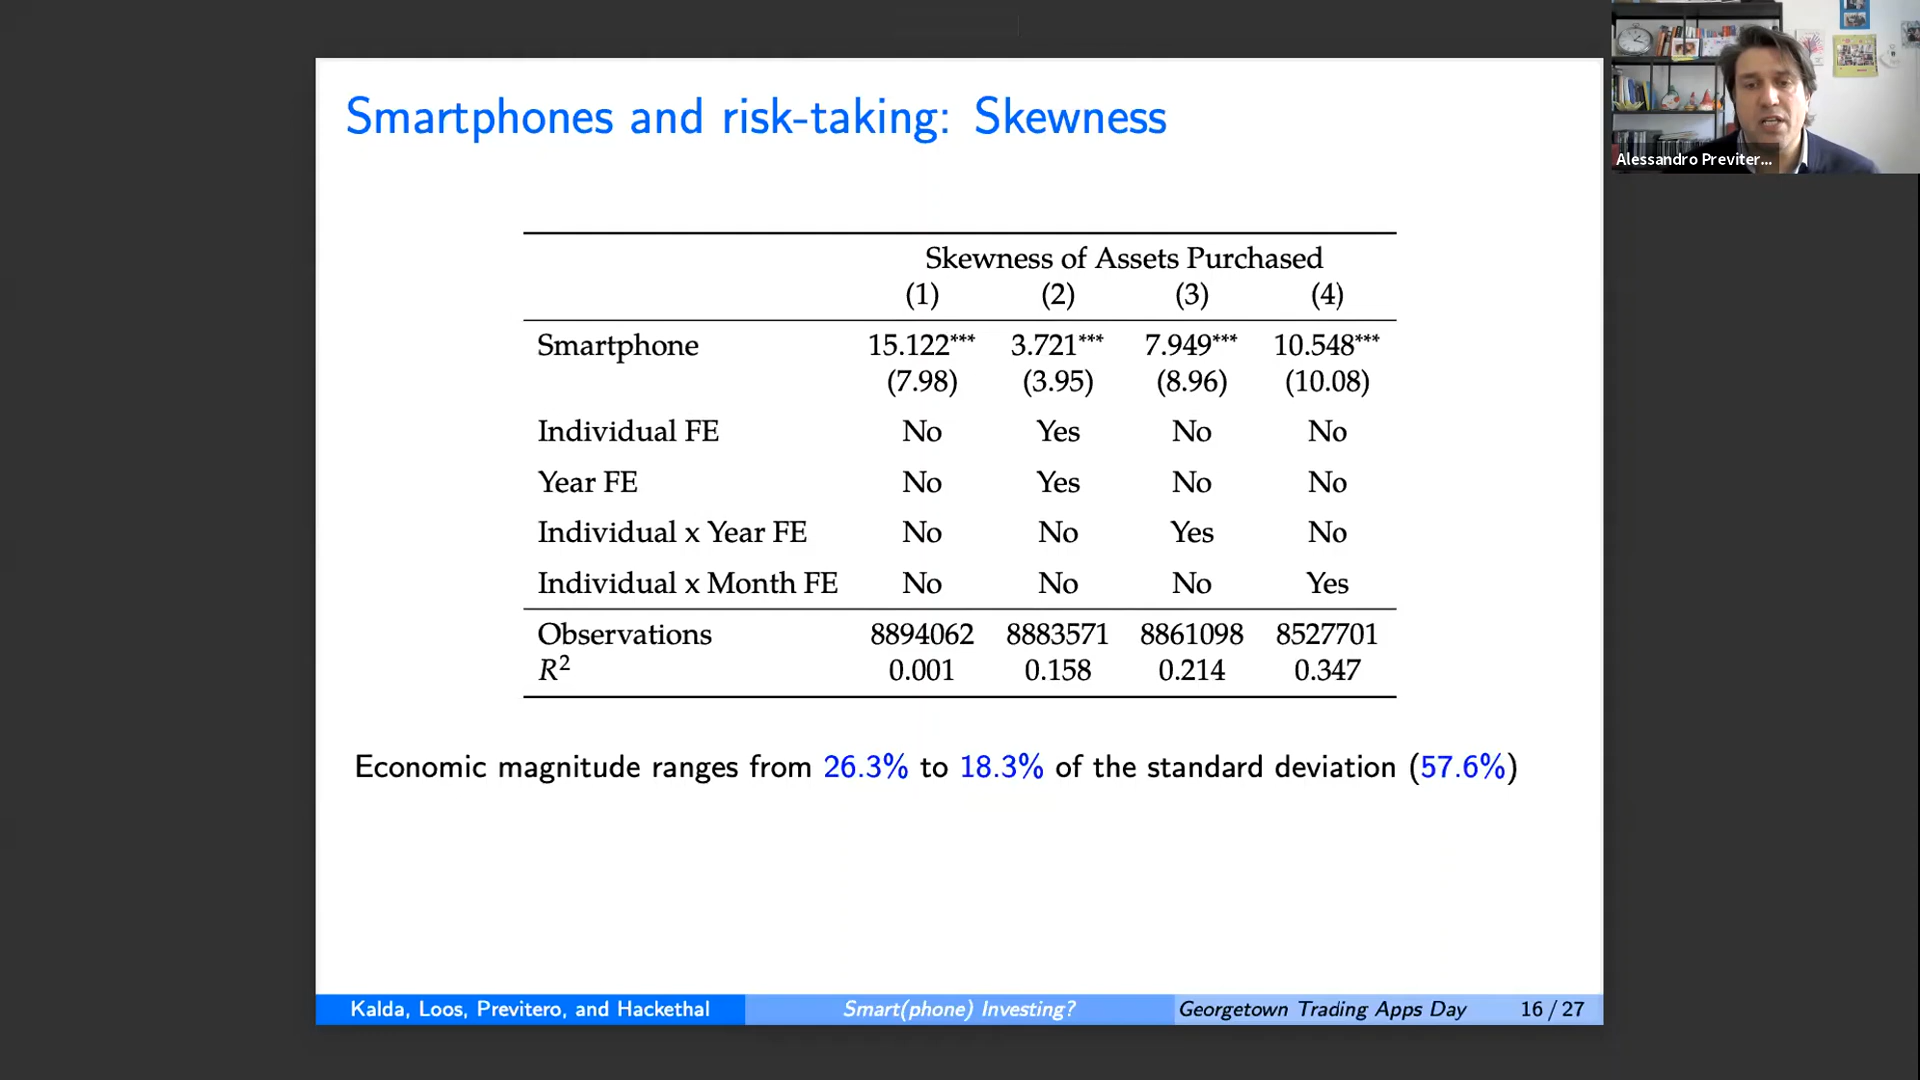 Smartphones and risk-taking: Skewness
Alessandro Previter...
Skewness of Assets Purchased
(1) (2) (3) (4)
Smartphone 15.122*** 3.721*** 7.949*** 10.548***
(7.98) (3.95) (8.96) (10.08)
Individual FE No Yes No No
Year FE No Yes No No
Individual x Year FE No No Yes No
Individual x Month FE No No No Yes
Observations 8894062 8883571 8861098 8527701
R² 0.001 0.158 0.214 0.347
Economic magnitude ranges from 26.3% to 18.3% of the standard deviation (57.6%)
Kalda, Loos, Previtero, and Hackethal Smart(phone) Investing? Georgetown Trading Apps Day 16 / 27